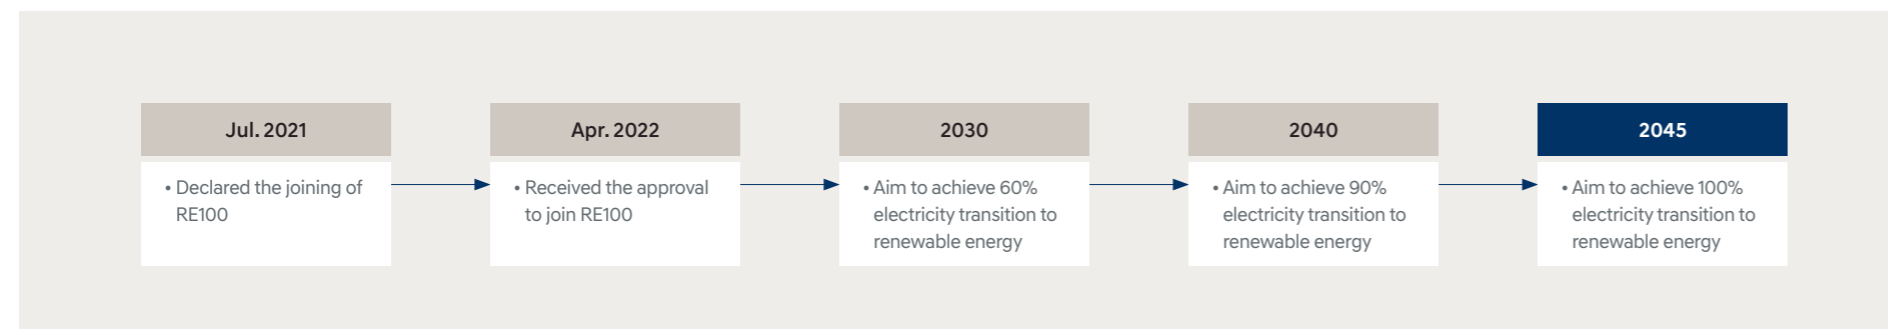 Jul. 2021
• Declared the joining of
RE100
Apr. 2022
• Received the approval
to join RE100
2030
• Aim to achieve 60%
electricity transition to
renewable energy
2040
• Aim to achieve 90%
electricity transition to
renewable energy
2045
• Aim to achieve 100%
electricity transition to
renewable energy